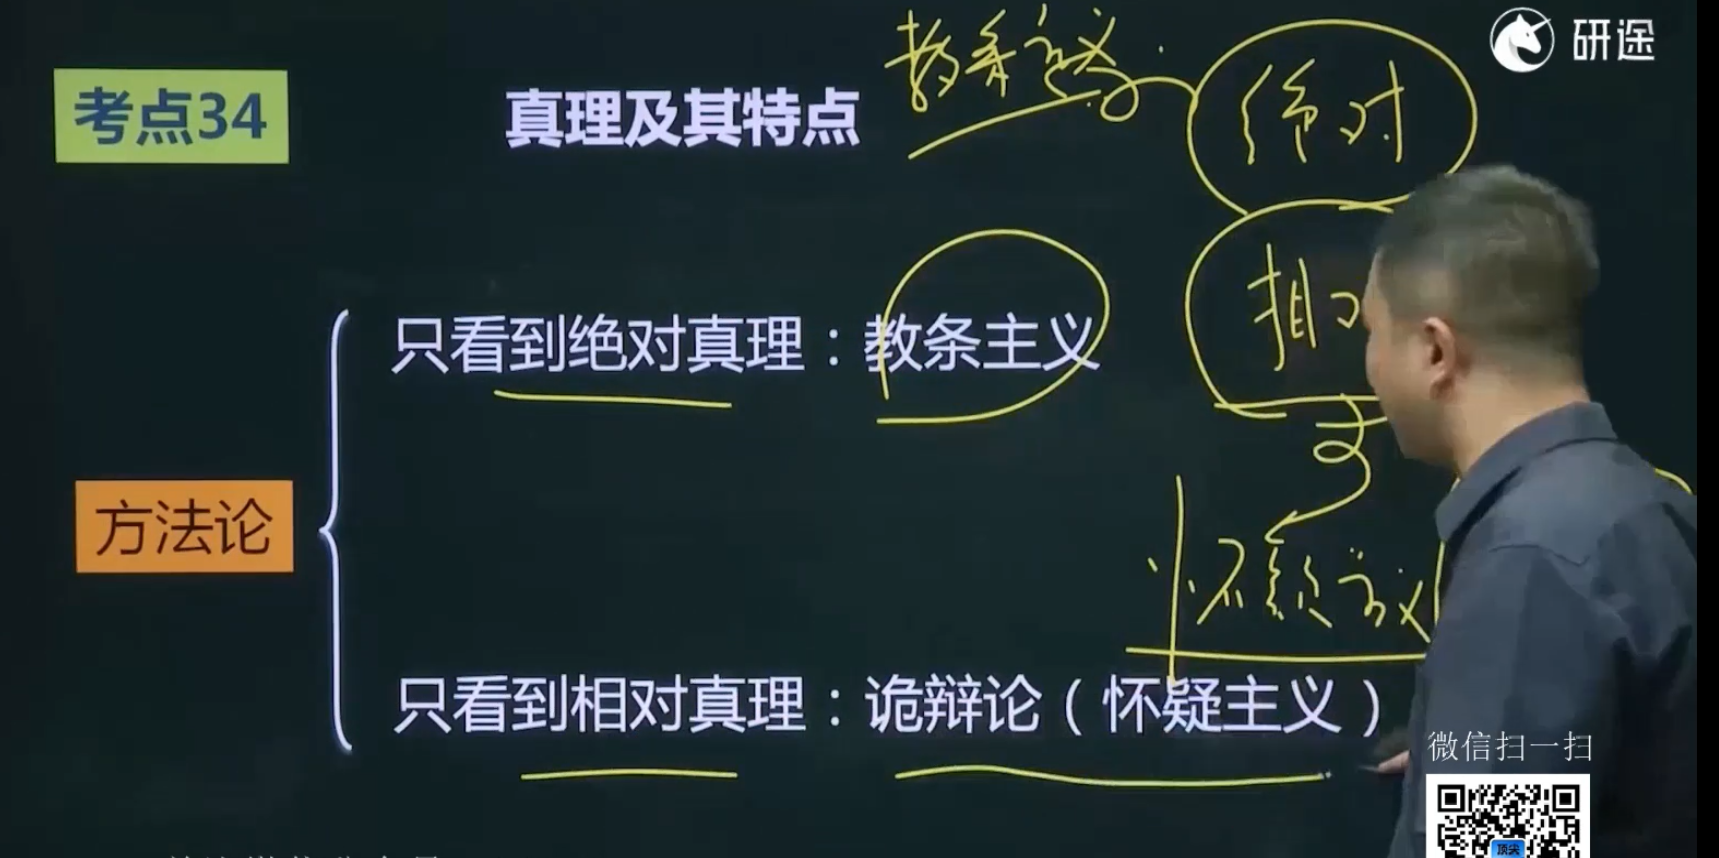 教条主义
研途
考点34
真理及其特点
绝对
只看到绝对真理：教条主义
方法论
怀疑主义
只看到相对真理：诡辩论（怀疑主义）
微信扫一扫
顶尖